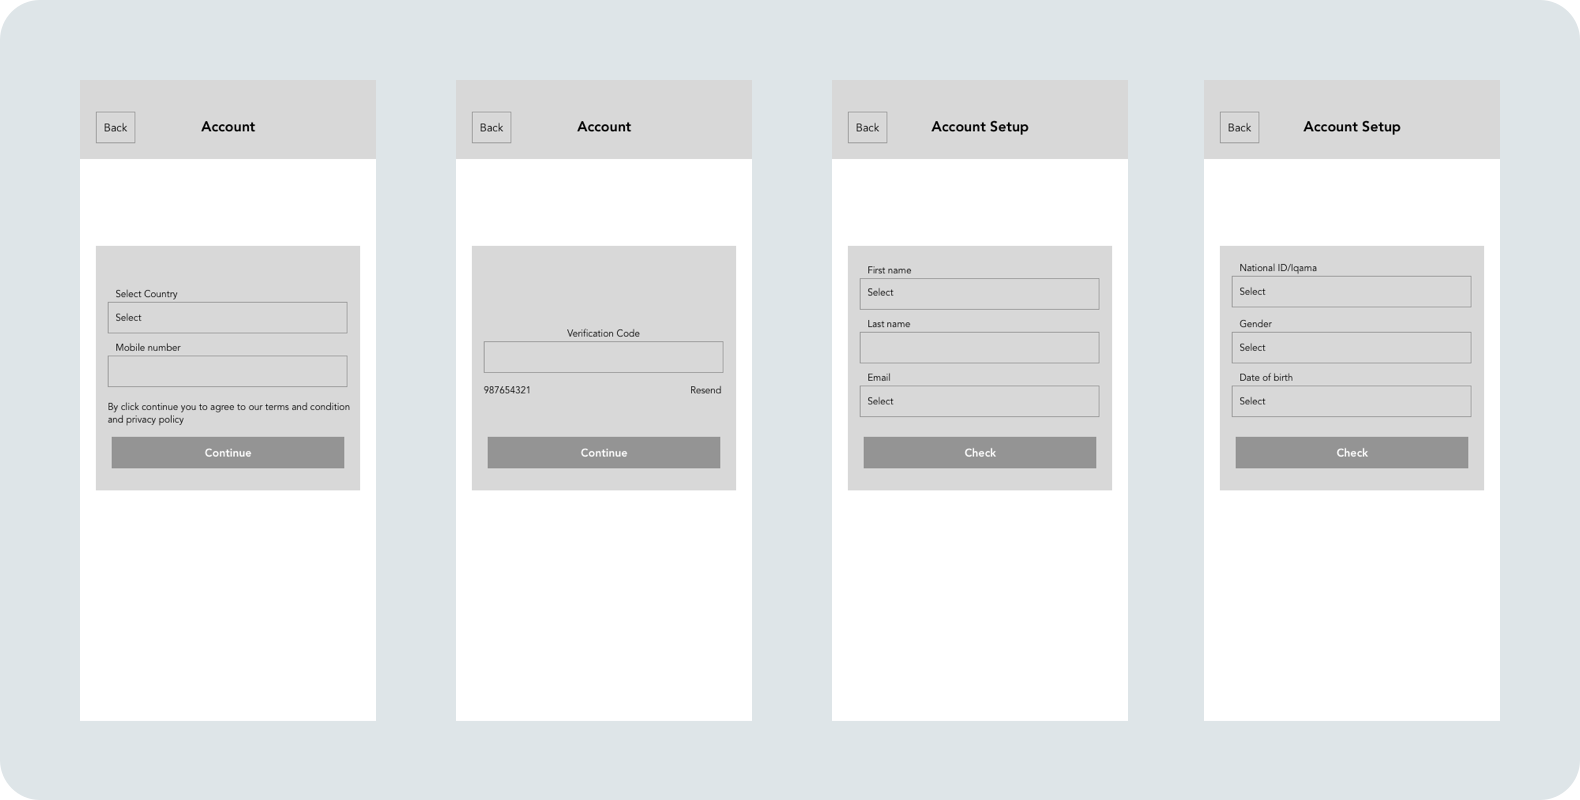 Back
Account
Select Country
Select
Mobile number
By click continue you to agree to our terms and condition
and privacy policy
Continue
Back
Account
Verification Code
987654321
Resend
Continue
Back
Account Setup
First name
Select
Last name
Email
Select
Check
Back
Account Setup
National ID/Iqama
Select
Gender
Select
Date of birth
Select
Check